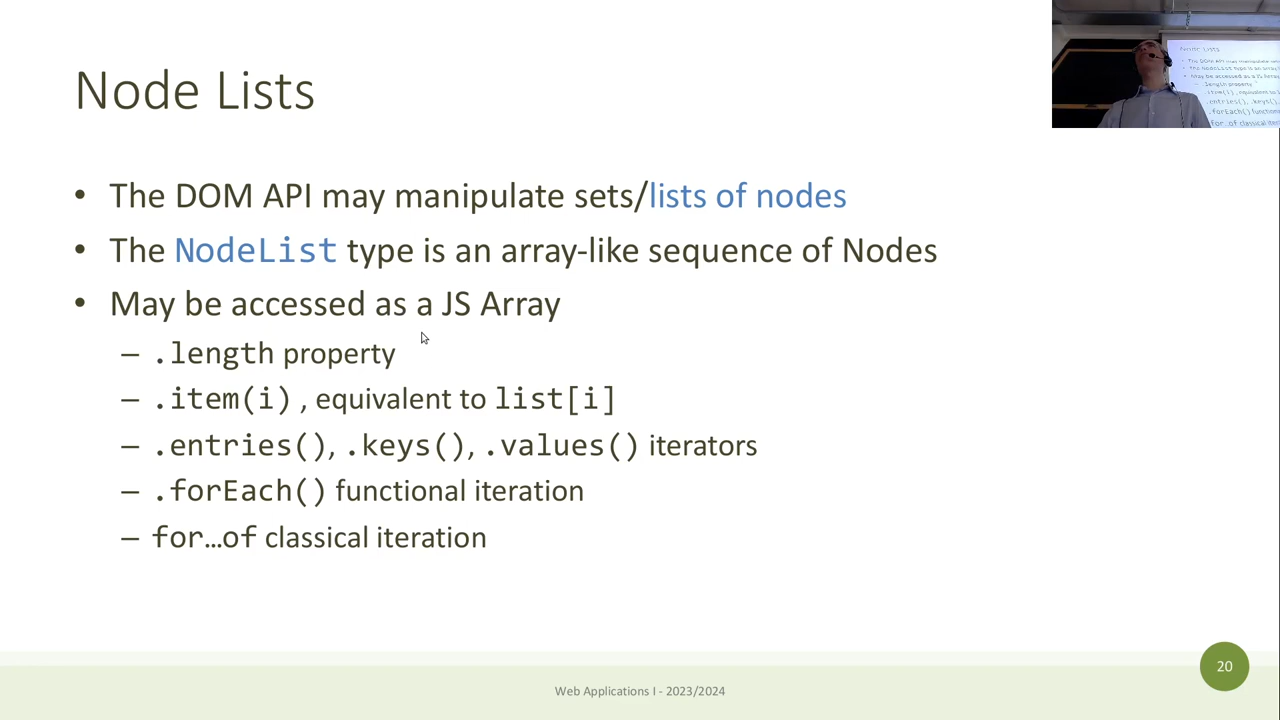 Node Lists
• The DOM API may manipulate sets/lists of nodes
• The NodeList type is an array-like sequence of Nodes
• May be accessed as a JS Array
– .length property
– .item(i) , equivalent to list[i]
– .entries(), .keys(), .values() iterators
– .forEach() functional iteration
– for…of classical iteration
20
Web Applications I - 2023/2024